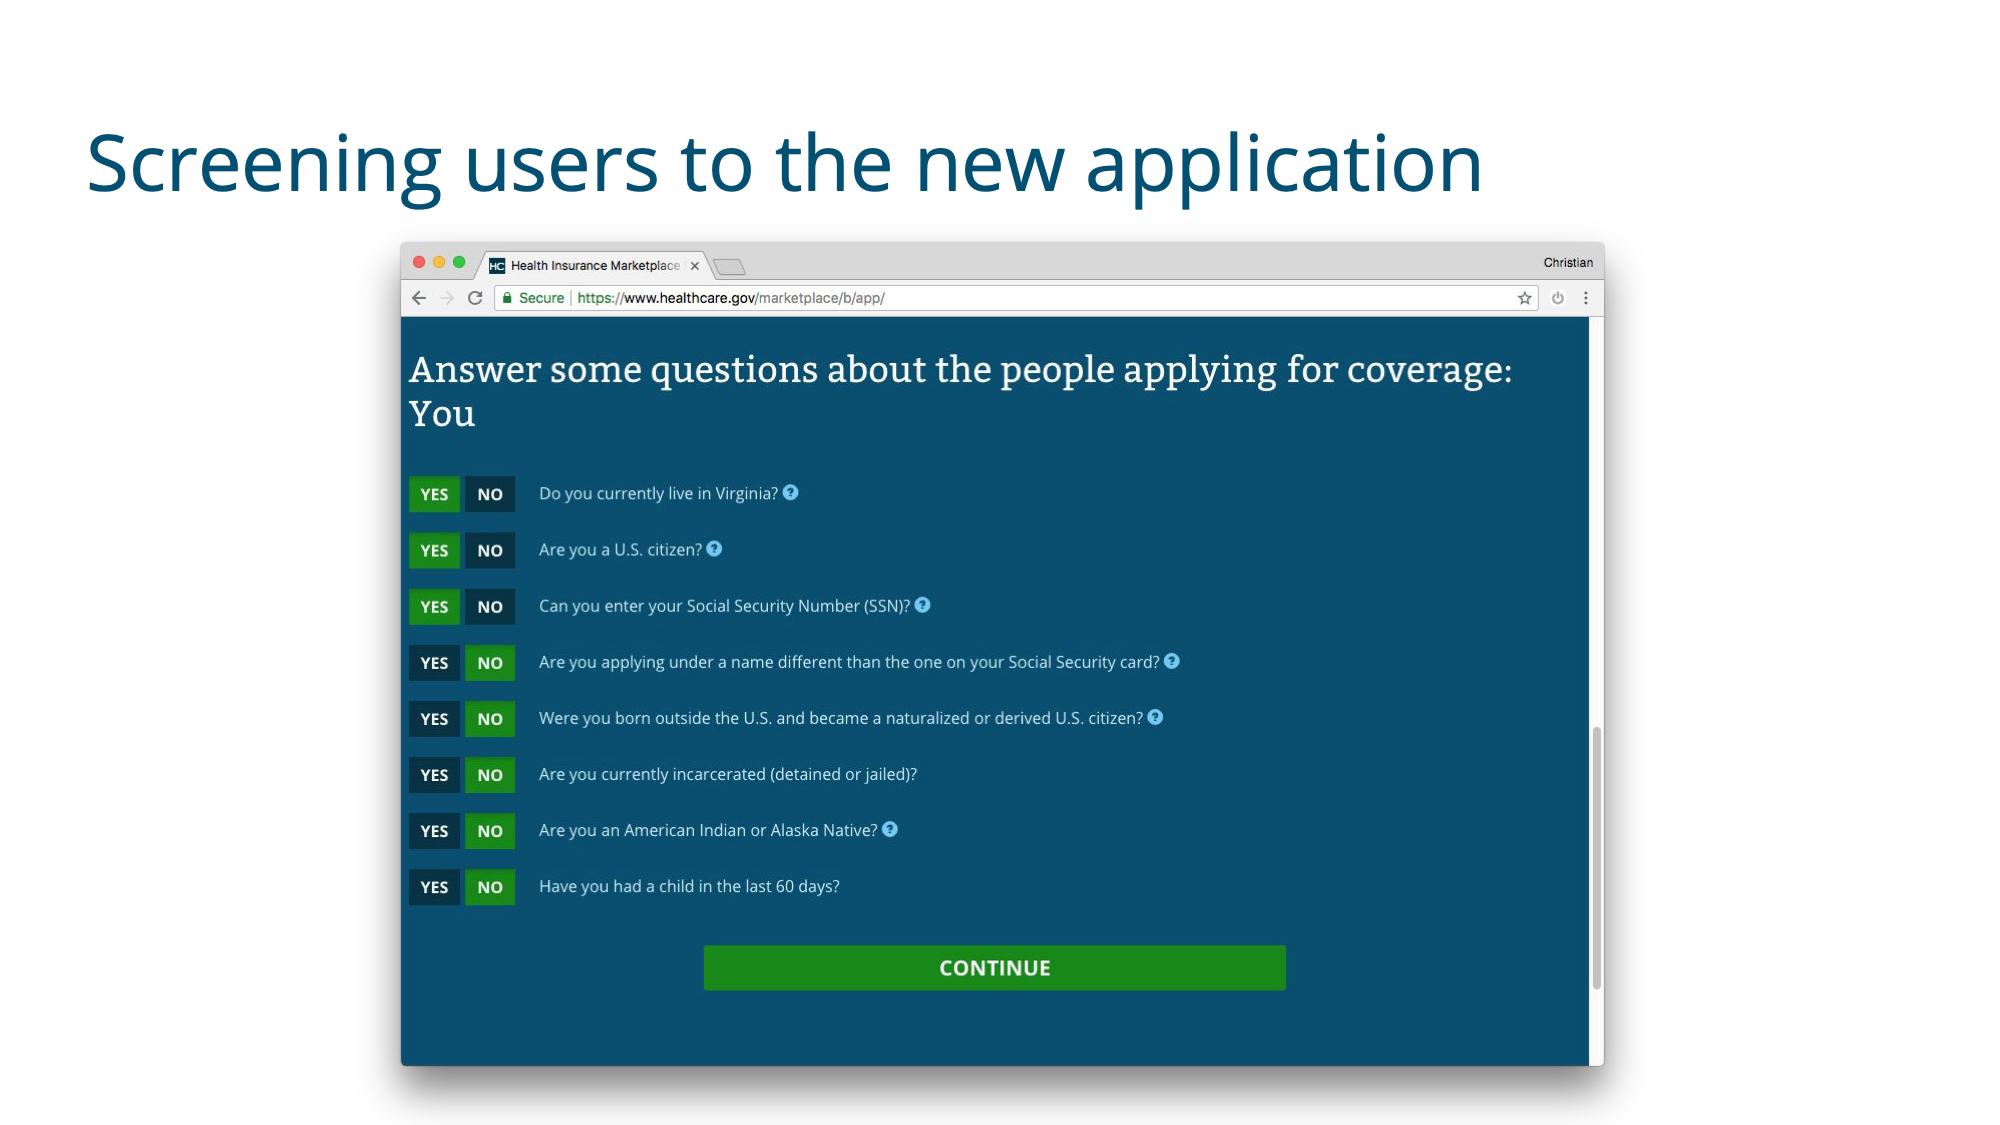 Screening users to the new application
HC Health Insurance Marketplace
Christian
Secure https://www.healthcare.gov/marketplace/b/app/
Answer some questions about the people applying for coverage:
You
YES NO Do you currently live in Virginia? ?
YES NO Are you a U.S. citizen? ?
YES NO Can you enter your Social Security Number (SSN)? ?
YES NO Are you applying under a name different than the one on your Social Security card? ?
YES NO Were you born outside the U.S. and became a naturalized or derived U.S. citizen? ?
YES NO Are you currently incarcerated (detained or jailed)?
YES NO Are you an American Indian or Alaska Native? ?
YES NO Have you had a child in the last 60 days?
CONTINUE